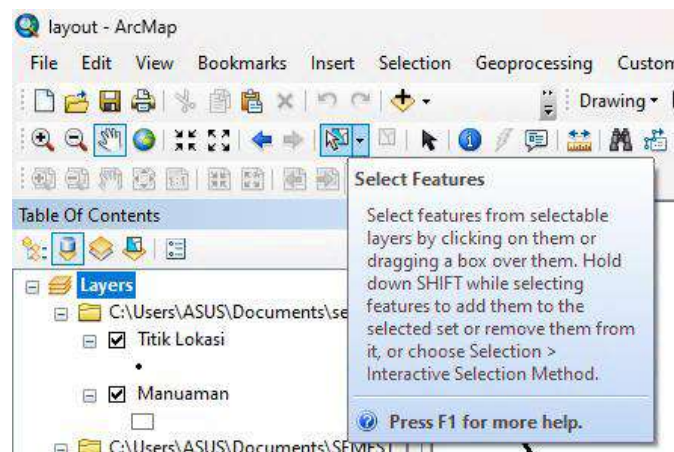 layout - ArcMap
File Edit View Bookmarks Insert Selection Geoprocessing Custom
Drawing
1:1
Select Features
Table Of Contents
Select features from selectable
layers by clicking on them or
dragging a box over them. Hold
down SHIFT while selecting
features to add them to the
selected set or remove them from
it, or choose Selection >
Interactive Selection Method.
Press F1 for more help.
Layers
C:\Users\ASUS\Documents\se
Titik Lokasi
Manuaman
C:\Users\ASUS\Documents\SEMEST